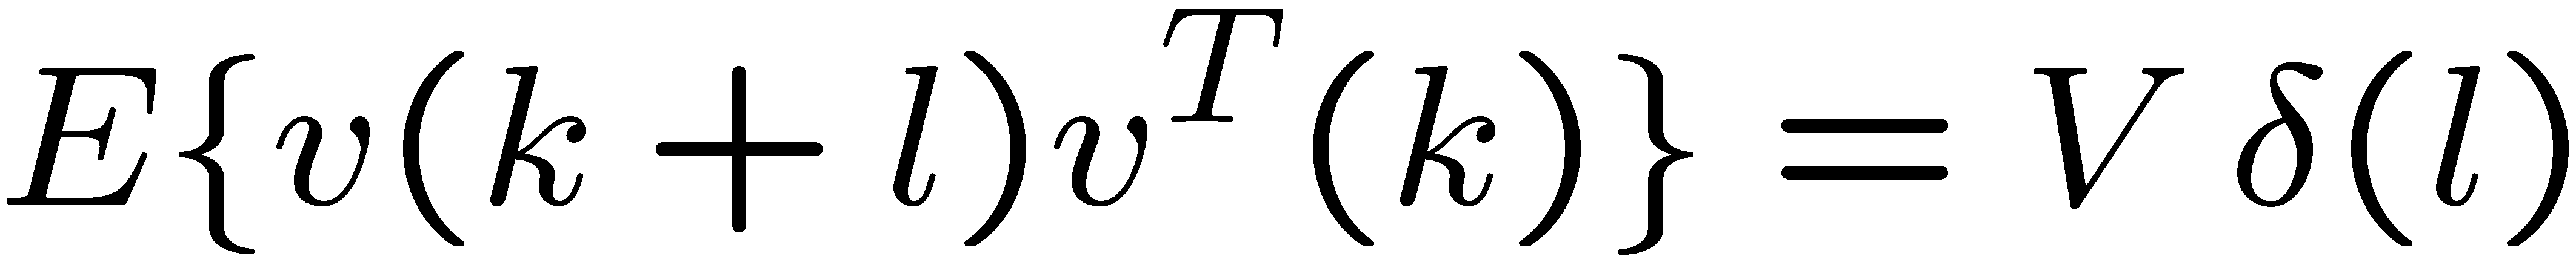 E{v(k + l)v^T(k)} = V δ(l)